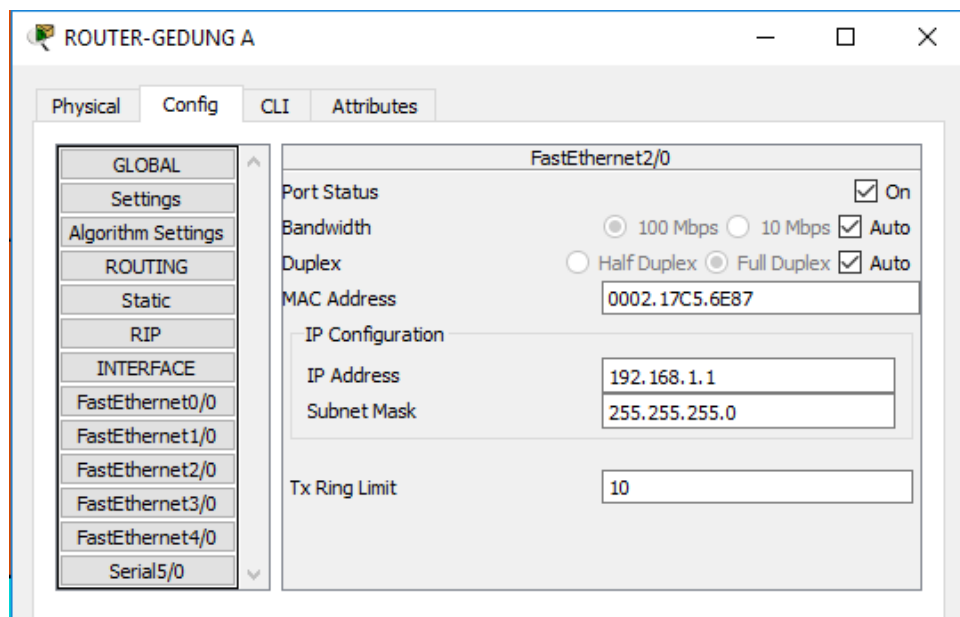 ROUTER-GEDUNG A
Physical Config CLI Attributes
GLOBAL
Settings
Algorithm Settings
ROUTING
Static
RIP
INTERFACE
FastEthernet0/0
FastEthernet1/0
FastEthernet2/0
FastEthernet3/0
FastEthernet4/0
Serial5/0
FastEthernet2/0
Port Status On
Bandwidth 100 Mbps 10 Mbps Auto
Duplex Half Duplex Full Duplex Auto
MAC Address 0002.17C5.6E87
IP Configuration
IP Address 192.168.1.1
Subnet Mask 255.255.255.0
Tx Ring Limit 10